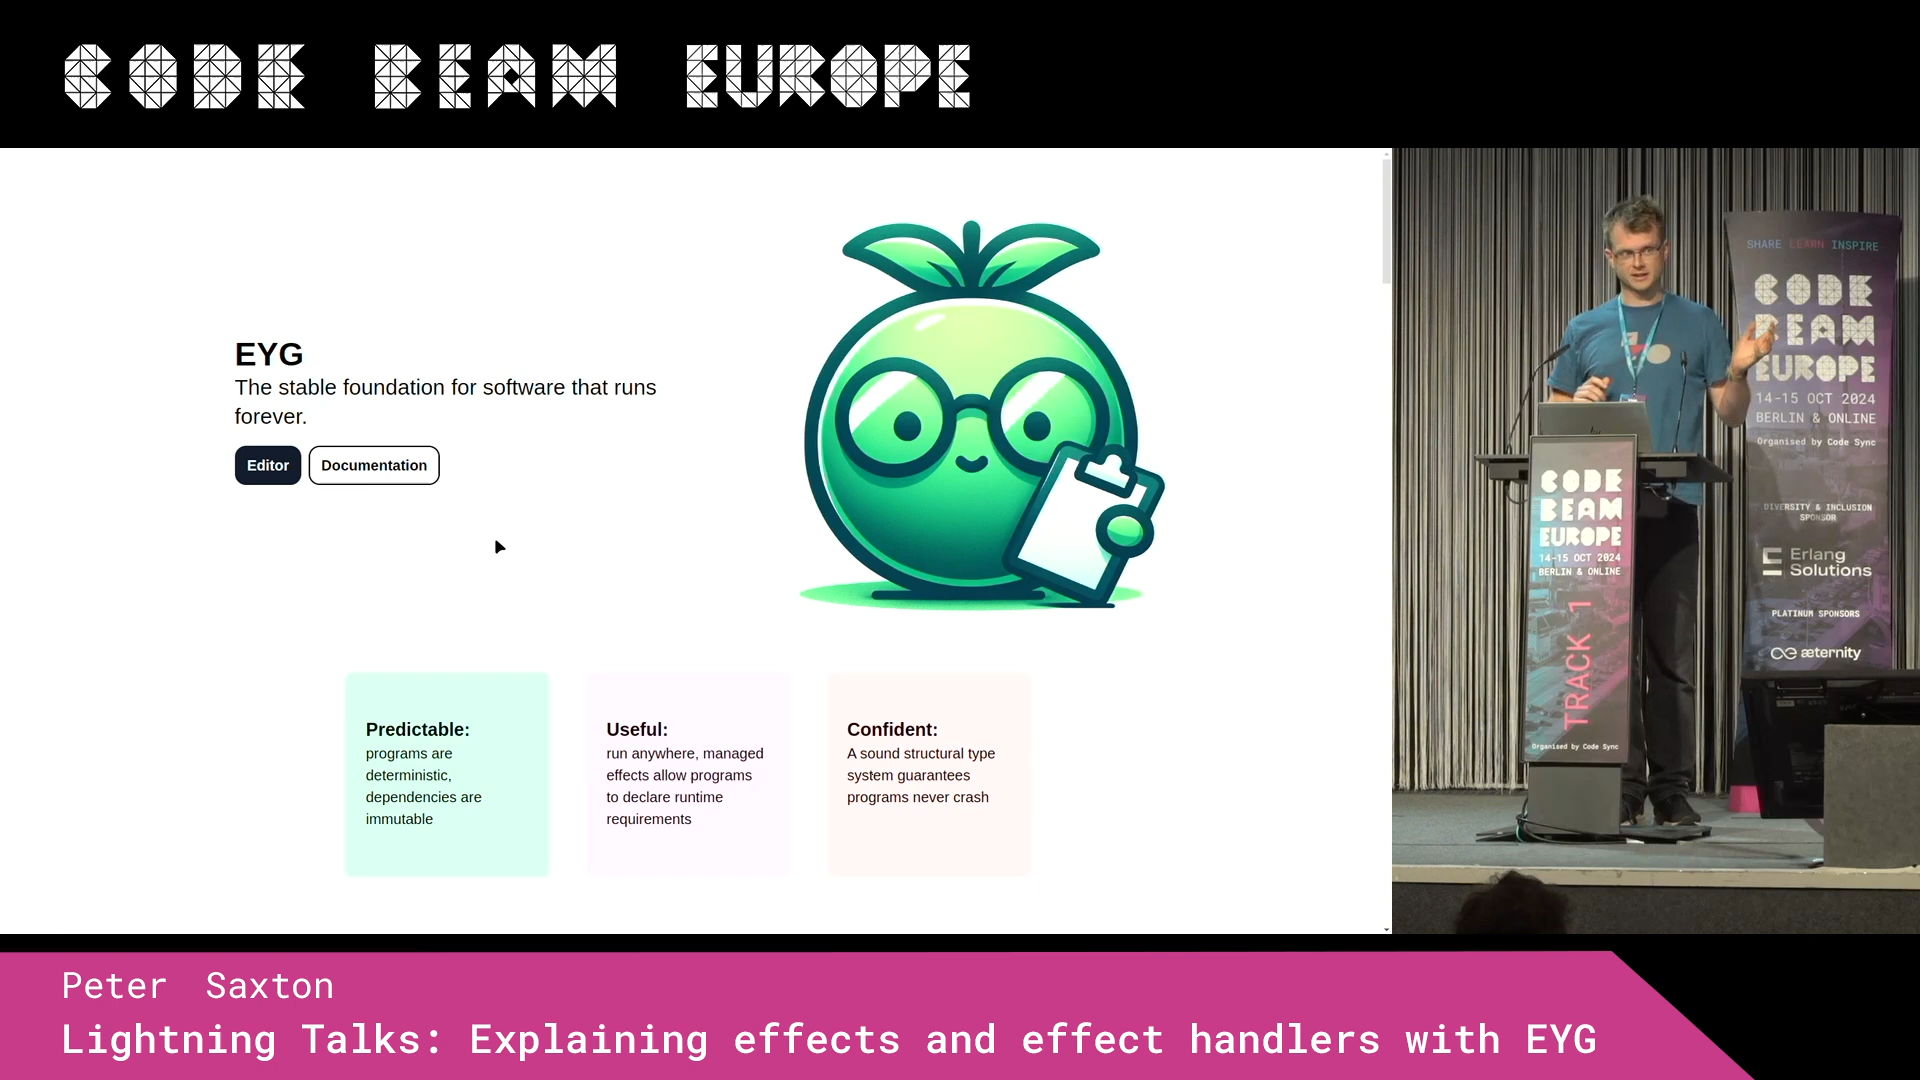 CODE BEAM EUROPE
EYG
The stable foundation for software that runs
forever.
Editor
Documentation
Predictable:
programs are
deterministic,
dependencies are
immutable
Useful:
run anywhere, managed
effects allow programs
to declare runtime
requirements
Confident:
A sound structural type
system guarantees
programs never crash
SHARE LEARN INSPIRE
CODE
BEAM
EUROPE
14-15 OCT 2024
BERLIN & ONLINE
Organised by Code Sync
DIVERSITY & INCLUSION
SPONSOR
Erlang
Solutions
PLATINUM SPONSORS
æternity
CODE
BEAM
EUROPE
14-15 OCT 2024
BERLIN & ONLINE
TRACK 1
Organised by Code Sync
Peter Saxton
Lightning Talks: Explaining effects and effect handlers with EYG